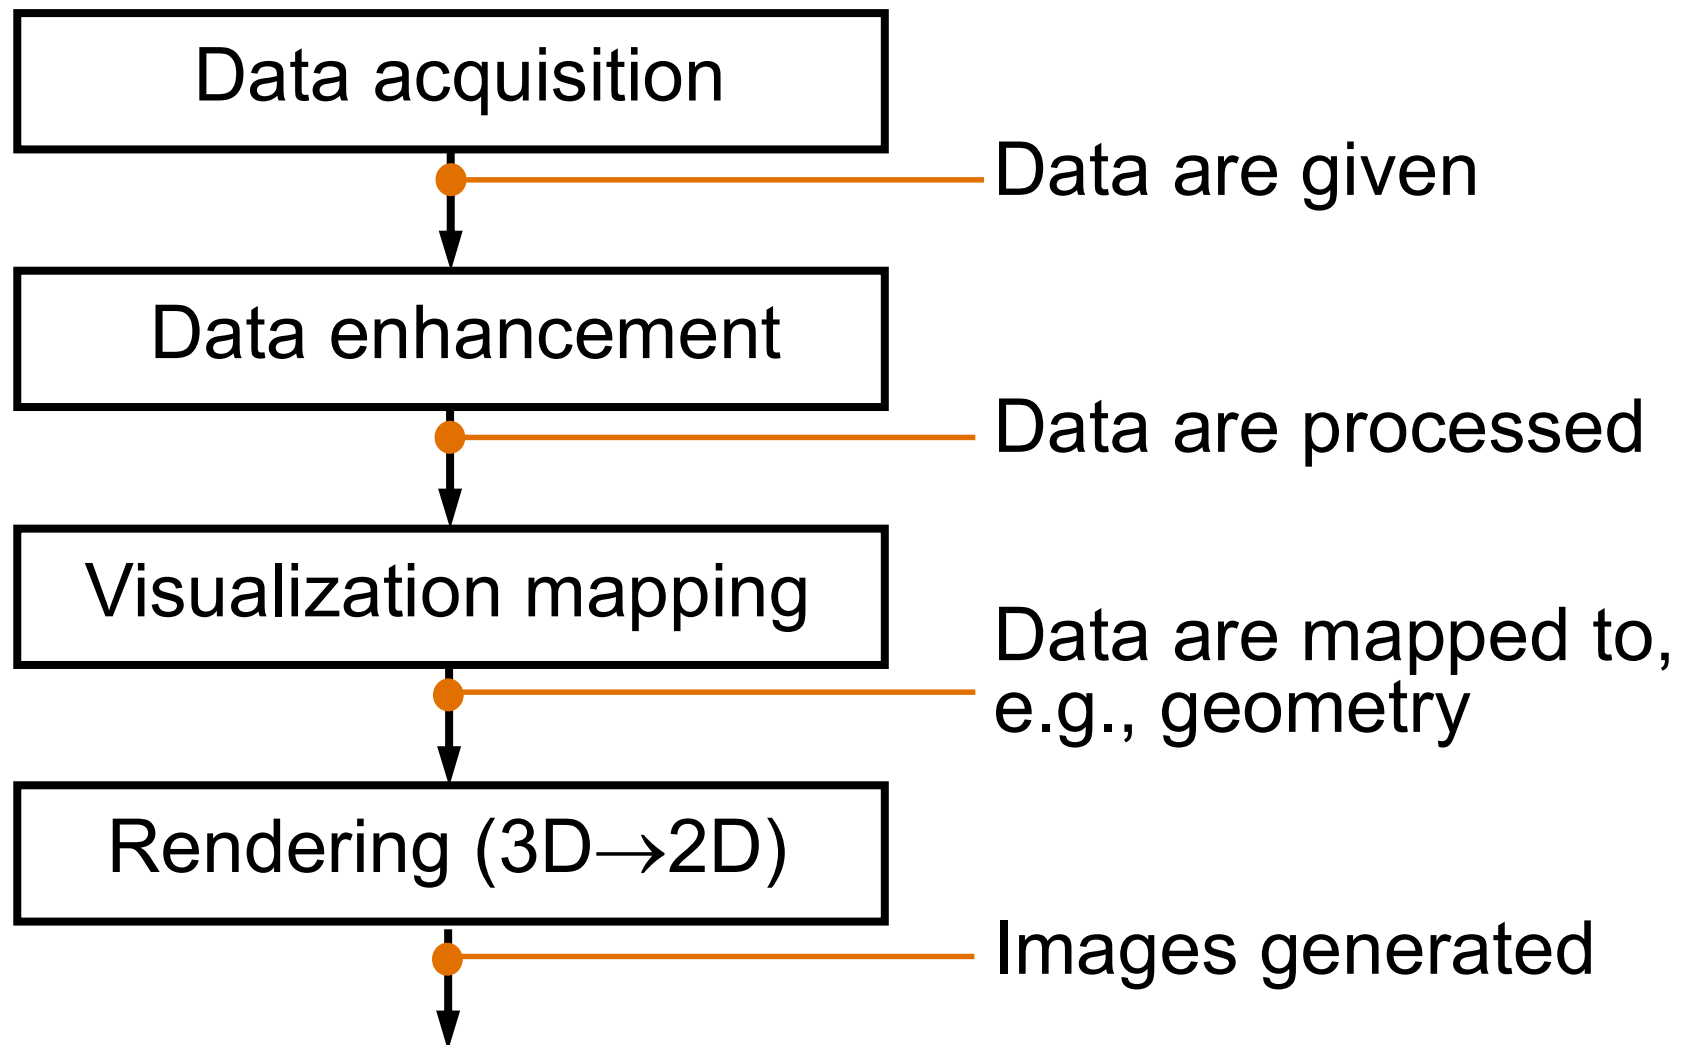 Data acquisition
Data are given
Data enhancement
Data are processed
Visualization mapping
Data are mapped to,
e.g., geometry
Rendering (3D→2D)
Images generated